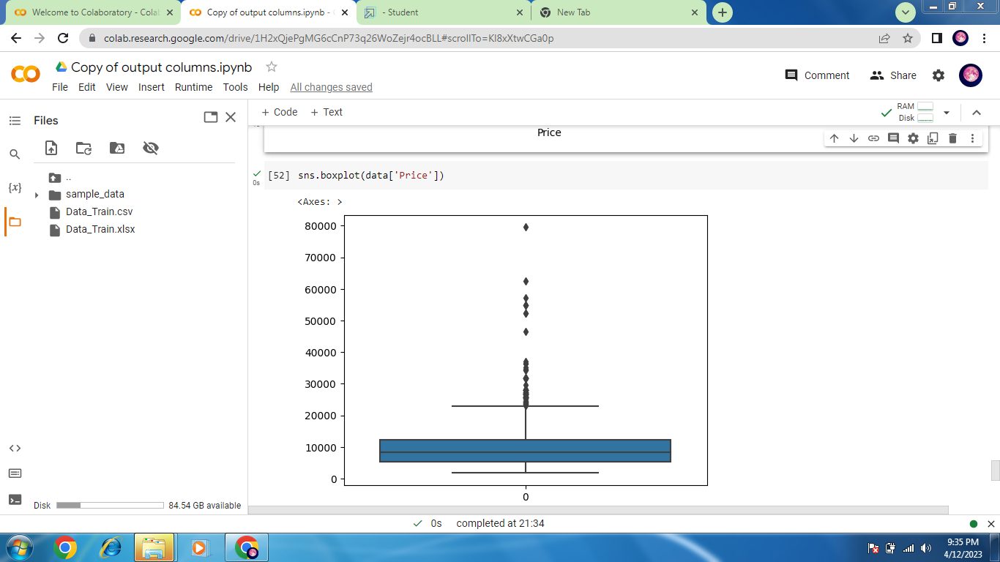 Welcome to Colaboratory - Colab
Copy of output columns.ipynb - C
- Student
New Tab
colab.research.google.com/drive/1H2xQjePgMG6cCnP73q26WoZejr4ocBLL#scrollTo=Kl8xXtwCGa0p
Copy of output columns.ipynb
File Edit View Insert Runtime Tools Help All changes saved
Comment
Share
Files
+ Code + Text
RAM
Disk
Price
..
sample_data
Data_Train.csv
Data_Train.xlsx
{x}
0s
[52] sns.boxplot(data['Price'])
<Axes: >
80000
70000
60000
50000
40000
30000
20000
10000
0
0
<>
Disk 84.54 GB available
0s completed at 21:34
9:35 PM
4/12/2023